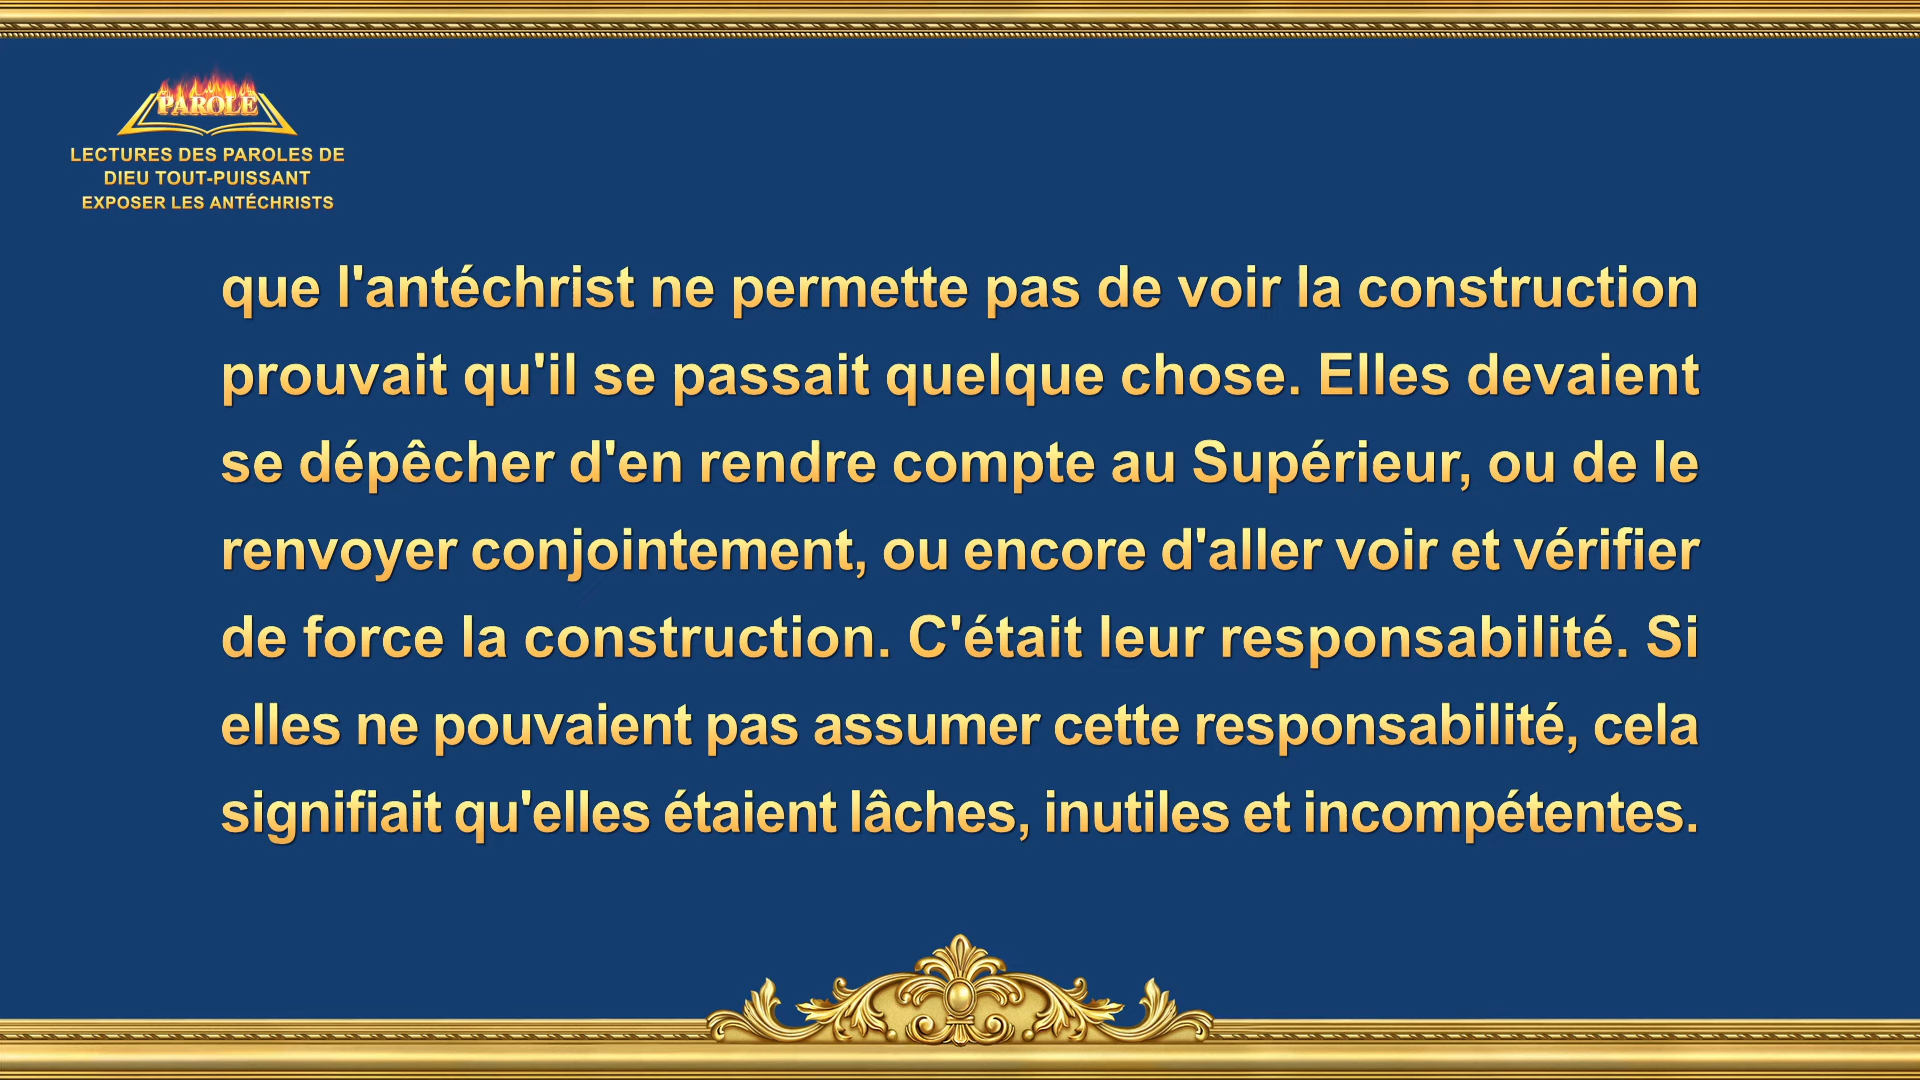 PAROLE
LECTURES DES PAROLES DE
DIEU TOUT-PUISSANT
EXPOSER LES ANTÉCHRISTS
que l'antéchrist ne permette pas de voir la construction
prouvait qu'il se passait quelque chose. Elles devaient
se dépêcher d'en rendre compte au Supérieur, ou de le
renvoyer conjointement, ou encore d'aller voir et vérifier
de force la construction. C'était leur responsabilité. Si
elles ne pouvaient pas assumer cette responsabilité, cela
signifiait qu'elles étaient lâches, inutiles et incompétentes.